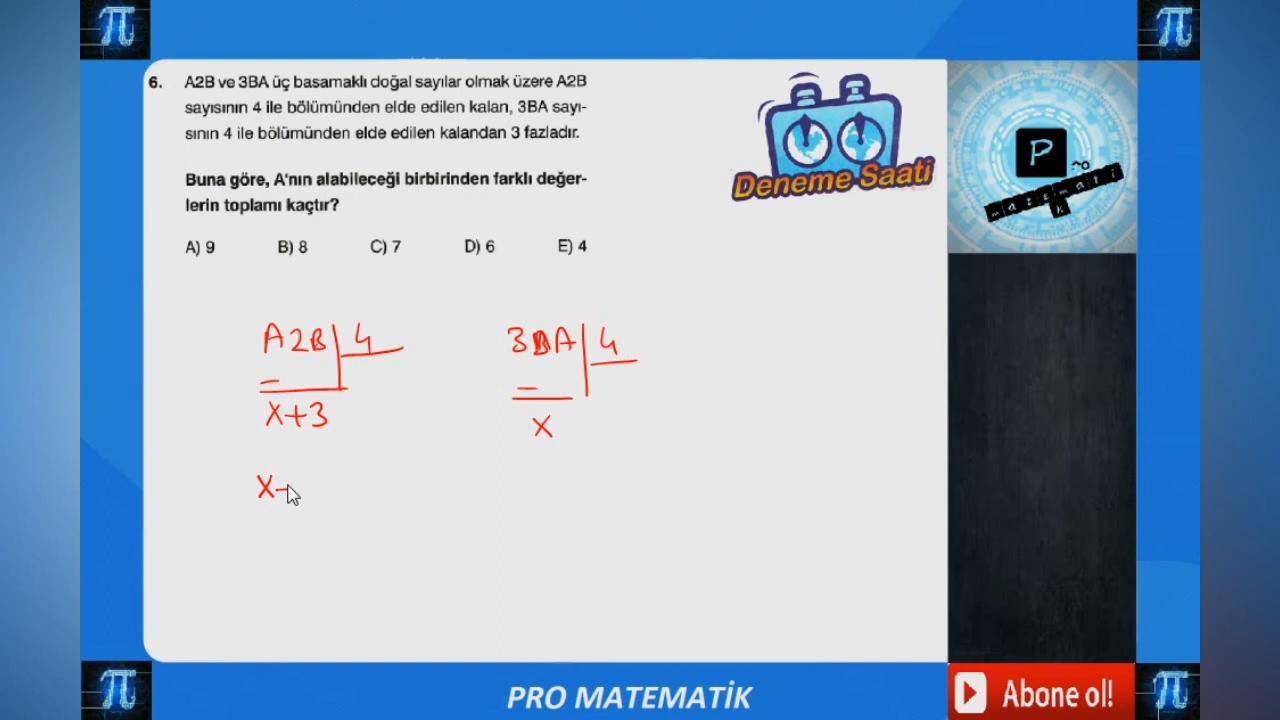 6. A2B ve 3BA üç basamaklı doğal sayılar olmak üzere A2B
sayısının 4 ile bölümünden elde edilen kalan, 3BA sayı-
sının 4 ile bölümünden elde edilen kalandan 3 fazladır.
Buna göre, A'nın alabileceği birbirinden farklı değer-
lerin toplamı kaçtır?
A) 9 B) 8 C) 7 D) 6 E) 4
Deneme Saati
P
^^o
matematik
A2B 4
3BA 4
X+3
X
X-
PRO MATEMATİK
Abone ol!
π
π
π
π